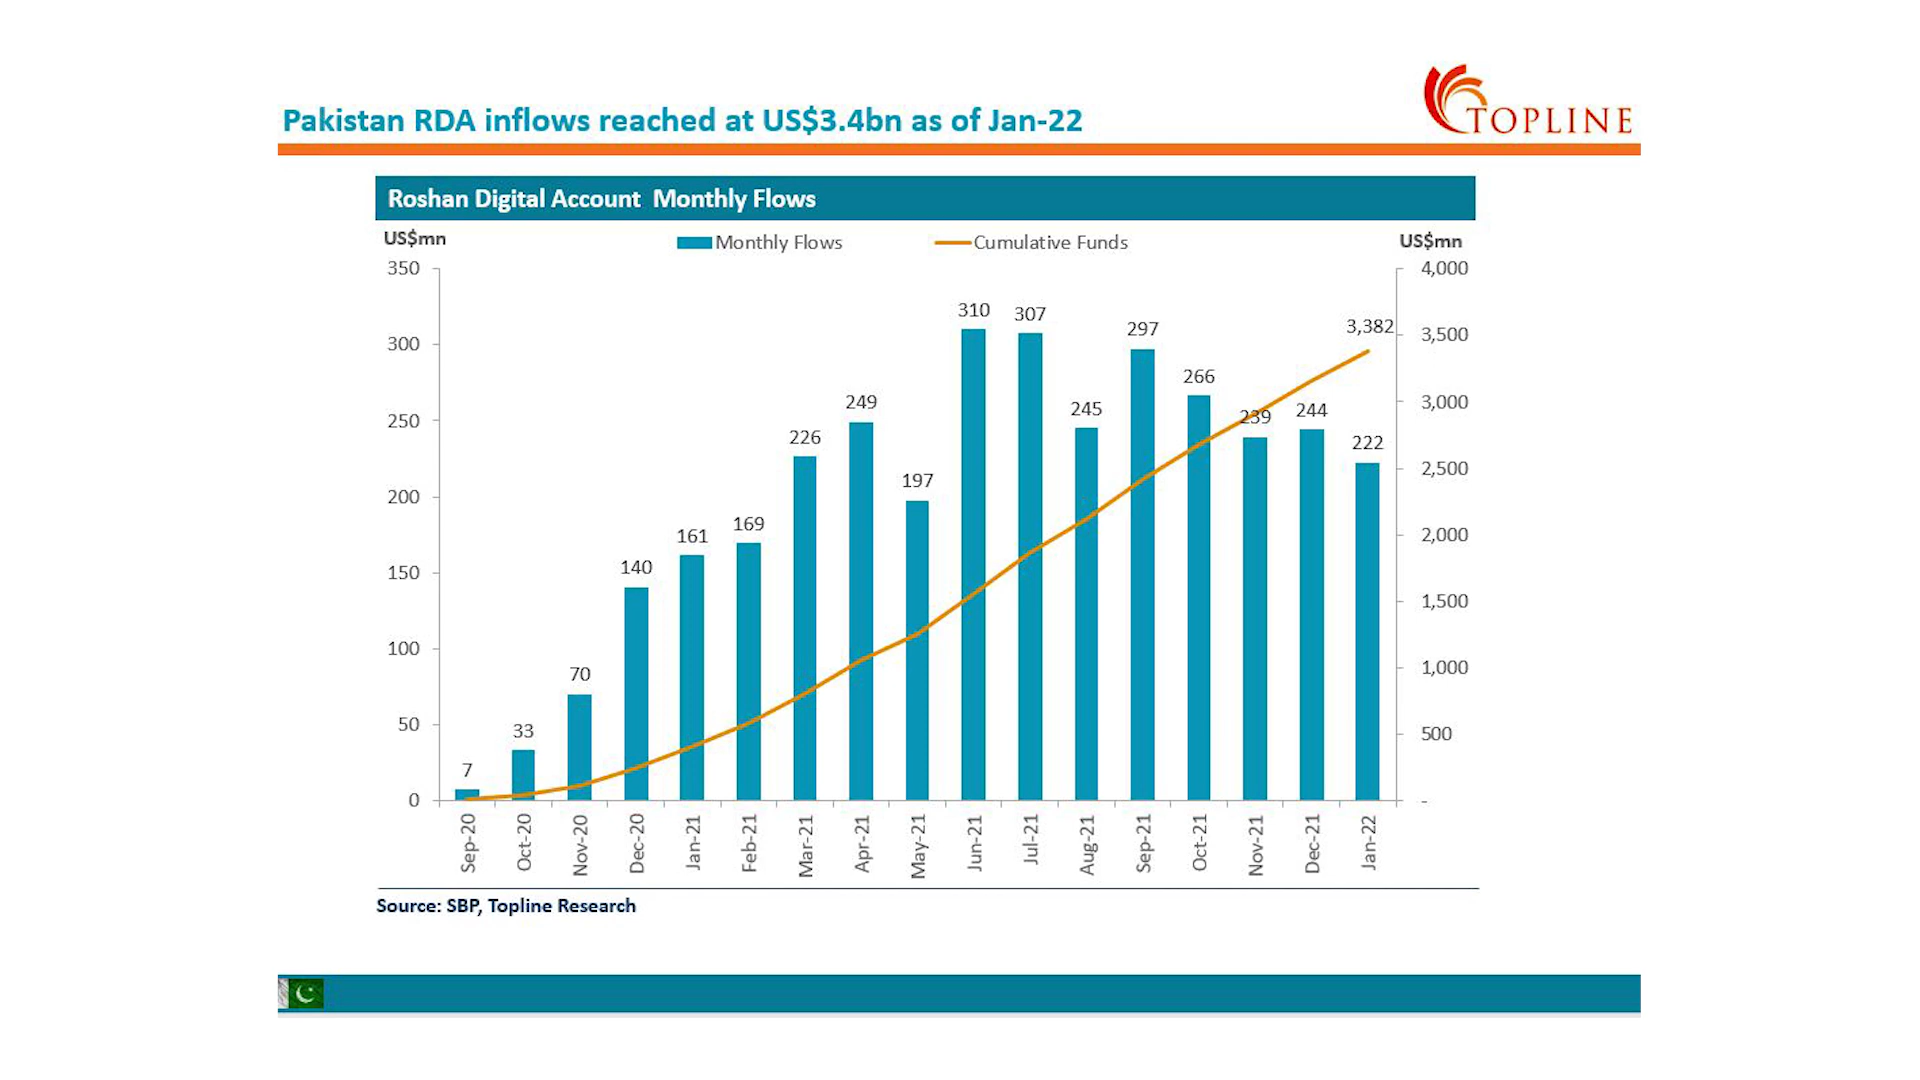 Pakistan RDA inflows reached at US$3.4bn as of Jan-22
TOPLINE
Roshan Digital Account Monthly Flows
US$mn
Monthly Flows
Cumulative Funds
US$mn
350
300
250
200
150
100
50
0
4,000
3,500
3,000
2,500
2,000
1,500
1,000
500
-
7
33
70
140
161
169
226
249
197
310
307
245
297
266
239
244
222
3,382
Sep-20
Oct-20
Nov-20
Dec-20
Jan-21
Feb-21
Mar-21
Apr-21
May-21
Jun-21
Jul-21
Aug-21
Sep-21
Oct-21
Nov-21
Dec-21
Jan-22
Source: SBP, Topline Research